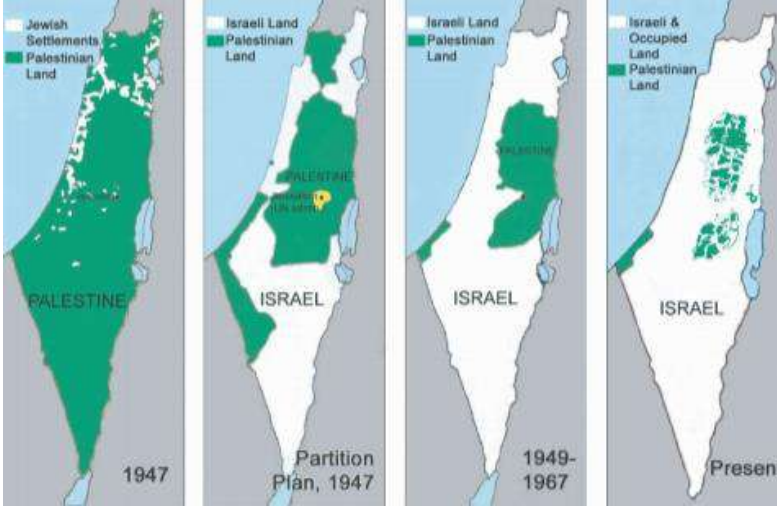 Jewish
Settlements
Palestinian
Land
PALESTINE
1947
Israeli Land
Palestinian
Land
PALESTINE
ISRAEL
Partition
Plan, 1947
Israeli Land
Palestinian
Land
PALESTINE
ISRAEL
1949-
1967
Israeli &
Occupied
Land
Palestinian
Land
ISRAEL
Presen